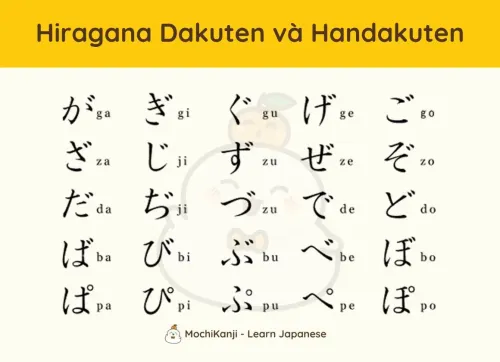 Hiragana Dakuten và Handakuten
が ga ぎ gi ぐ gu げ ge ご go
ざ za じ ji ず zu ぜ ze ぞ zo
だ da ぢ ji づ zu で de ど do
ば ba び bi ぶ bu べ be ぼ bo
ぱ pa ぴ pi ぷ pu ぺ pe ぽ po
MochiKanji - Learn Japanese